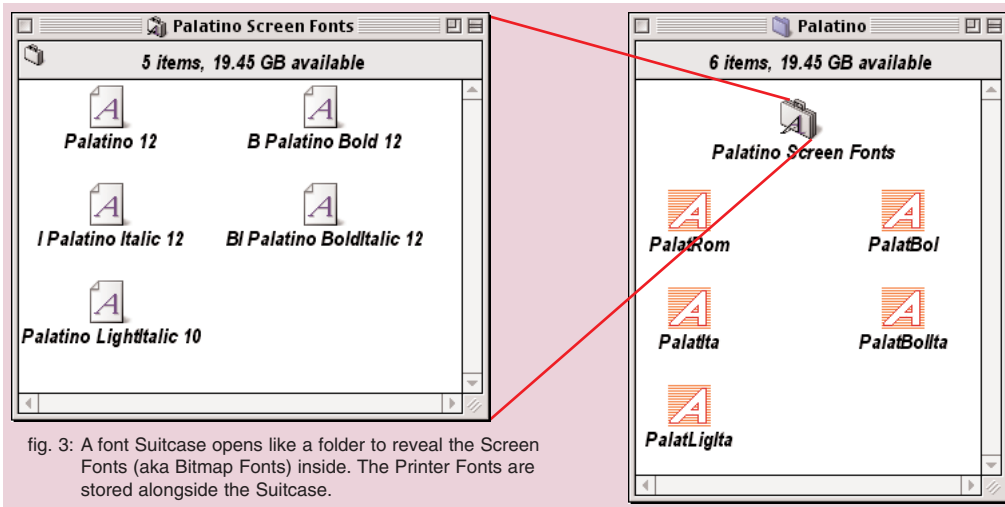 Palatino Screen Fonts
5 items, 19.45 GB available
Palatino 12
B Palatino Bold 12
I Palatino Italic 12
BI Palatino BoldItalic 12
Palatino LightItalic 10
fig. 3: A font Suitcase opens like a folder to reveal the Screen
Fonts (aka Bitmap Fonts) inside. The Printer Fonts are
stored alongside the Suitcase.
Palatino
6 items, 19.45 GB available
Palatino Screen Fonts
PalatRom
PalatBol
PalatIta
PalatBolIta
PalatLigIta